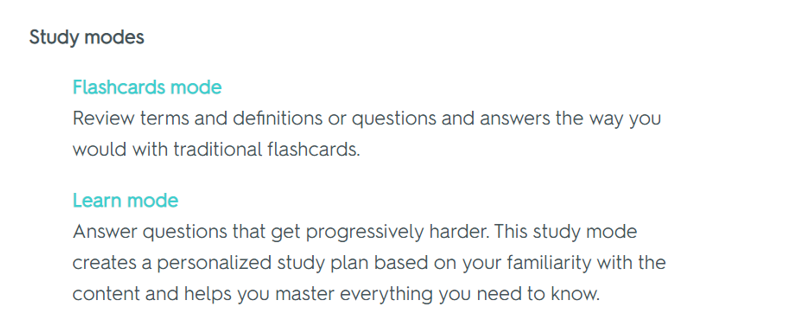 Study modes
Flashcards mode
Review terms and definitions or questions and answers the way you
would with traditional flashcards.
Learn mode
Answer questions that get progressively harder. This study mode
creates a personalized study plan based on your familiarity with the
content and helps you master everything you need to know.